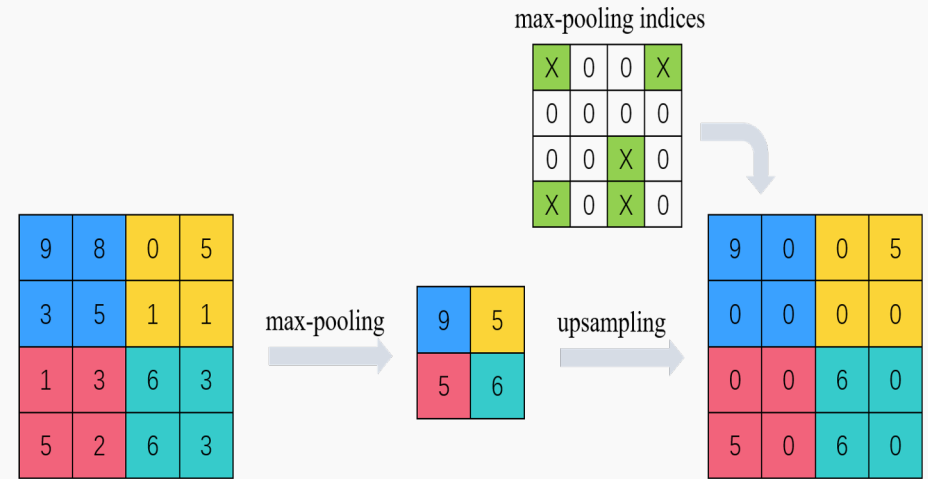 max-pooling indices
X 0 0 X
0 0 0 0
0 0 X 0
X 0 X 0
9 8 0 5
3 5 1 1
1 3 6 3
5 2 6 3
max-pooling
9 5
5 6
upsampling
9 0 0 5
0 0 0 0
0 0 6 0
5 0 6 0